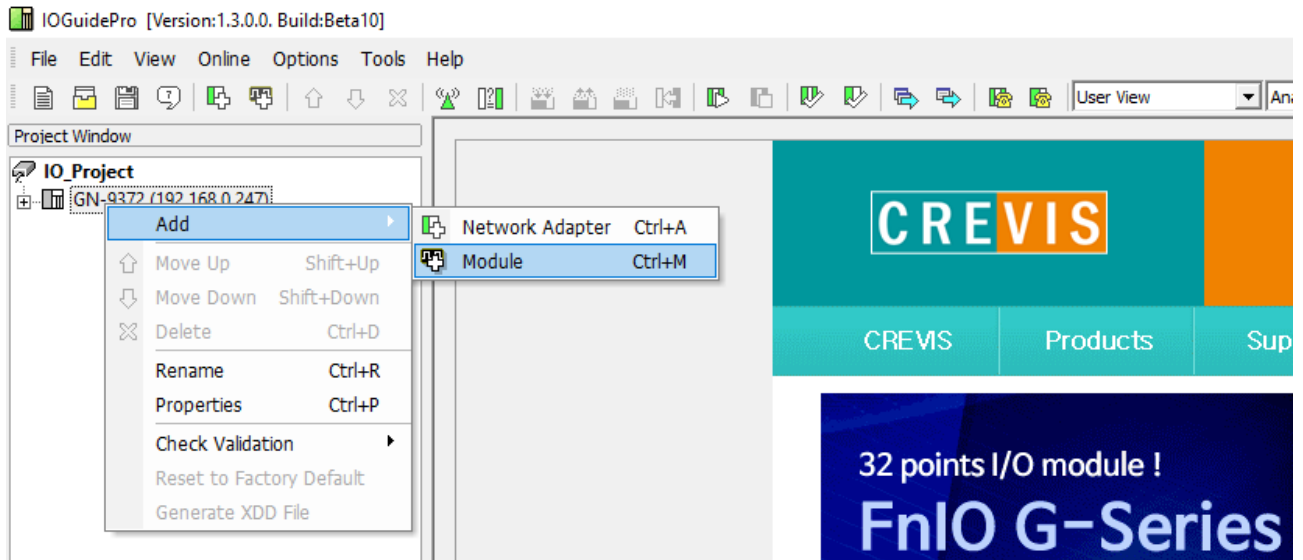 IOGuidePro [Version:1.3.0.0. Build:Beta10]
File Edit View Online Options Tools Help
User View
Project Window
IO_Project
GN-9372 (192.168.0.247)
Add
Network Adapter Ctrl+A
Module Ctrl+M
Move Up Shift+Up
Move Down Shift+Down
Delete Ctrl+D
Rename Ctrl+R
Properties Ctrl+P
Check Validation
Reset to Factory Default
Generate XDD File
CREVIS
CREVIS Products Sup
32 points I/O module !
FnIO G-Series